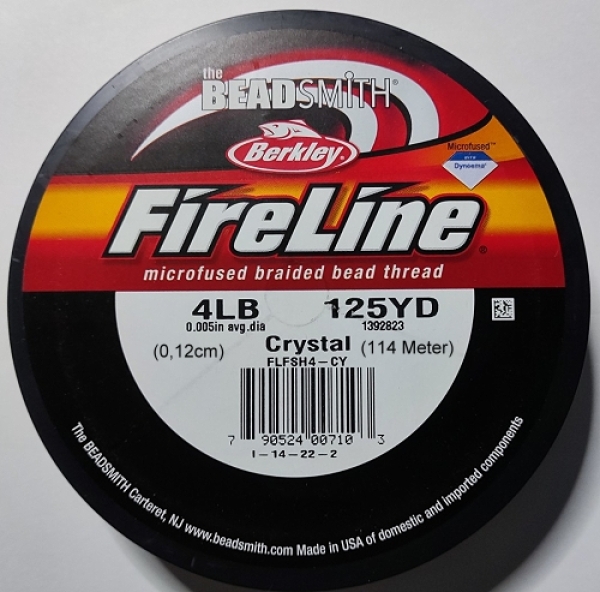 the
BEADSMITH®
Berkley®
Microfused™
WITH
Dyneema®
FireLine®
microfused braided bead thread
4LB 125YD
0.005in avg.dia 1392823
(0,12cm) Crystal (114 Meter)
FLFSH4-CY
7 90524 00710 3
I-14-22-2
The BEADSMITH Carteret, NJ www.beadsmith.com Made in USA of domestic and imported components